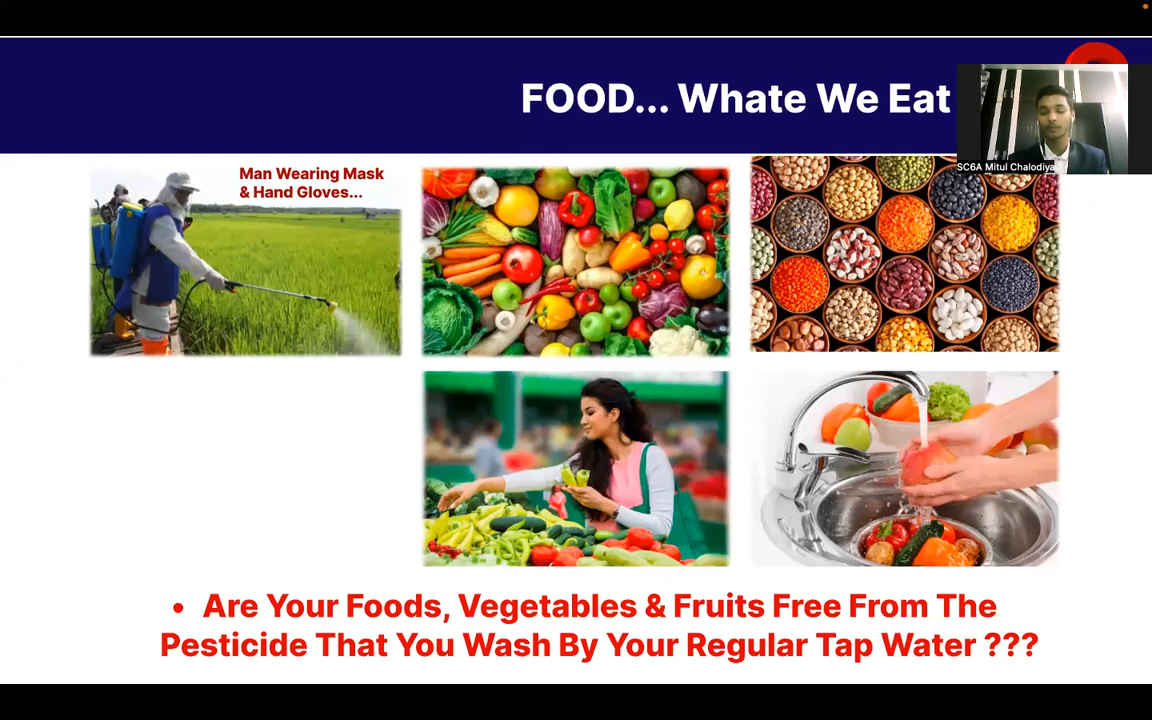 FOOD... Whate We Eat
SC6A Mitul Chalodiya
Man Wearing Mask
& Hand Gloves...
• Are Your Foods, Vegetables & Fruits Free From The
Pesticide That You Wash By Your Regular Tap Water ???